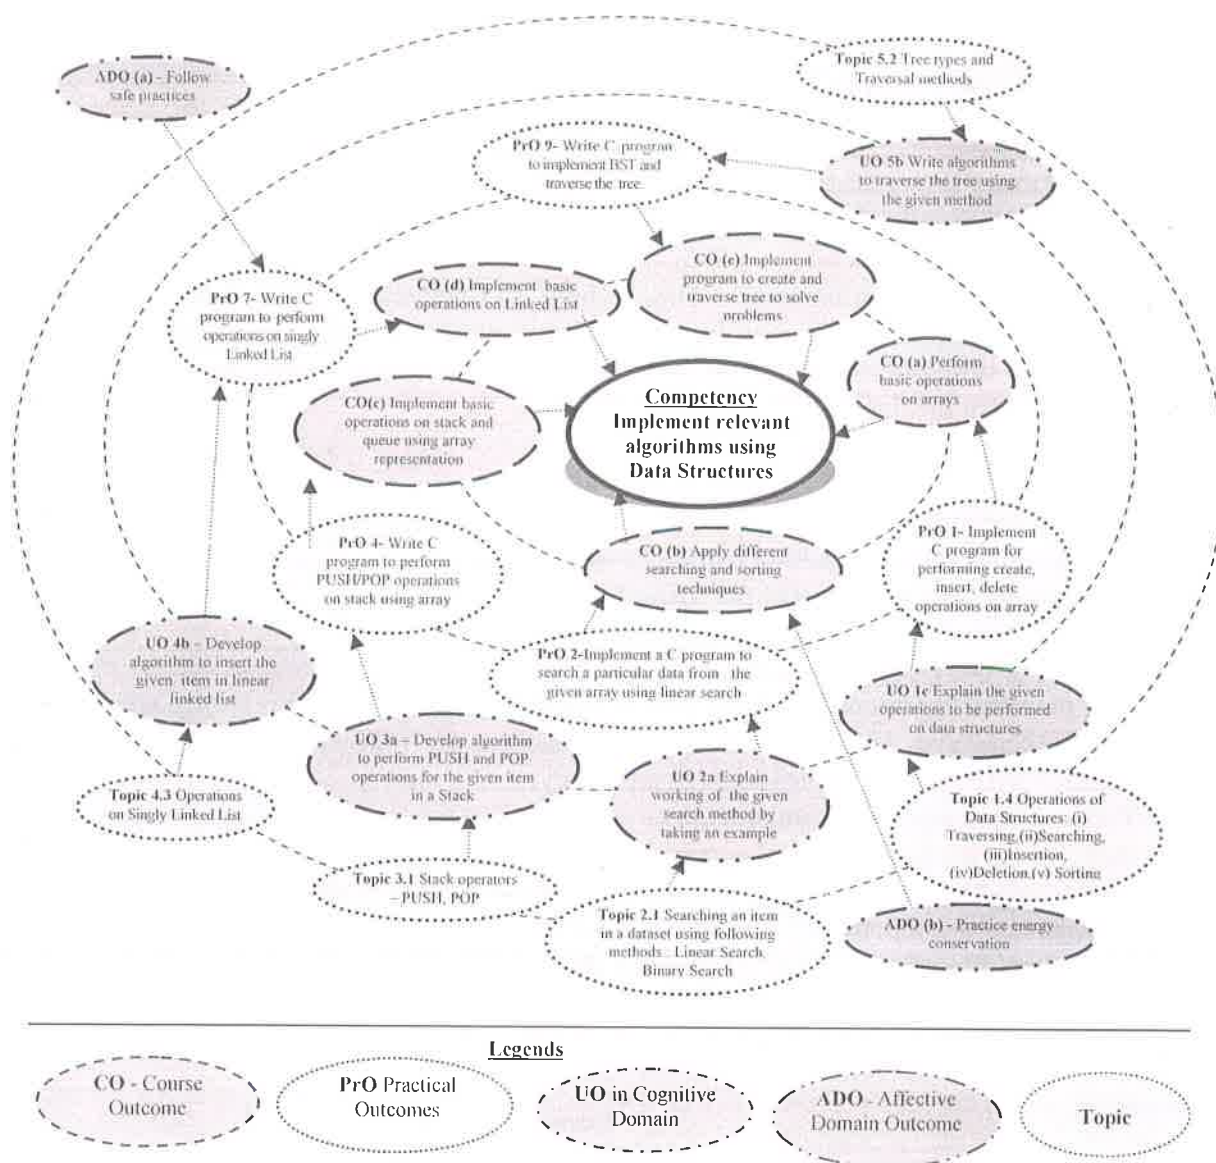 ADO (a) - Follow
safe practices
Topic 5.2 Tree types and
Traversal methods
PrO 9- Write C program
to implement BST and
traverse the tree.
UO 5b Write algorithms
to traverse the tree using
the given method
CO (e) Implement
program to create and
traverse tree to solve
problems
CO (d) Implement basic
operations on Linked List
PrO 7- Write C
program to perform
operations on singly
Linked List
CO (a) Perform
basic operations
on arrays
Competency
Implement relevant
algorithms using
Data Structures
CO(c) Implement basic
operations on stack and
queue using array
representation
PrO 4- Write C
program to perform
PUSH/POP operations
on stack using array
CO (b) Apply different
searching and sorting
techniques
PrO 1- Implement
C program for
performing create,
insert, delete
operations on array
UO 4b – Develop
algorithm to insert the
given item in linear
linked list
PrO 2-Implement a C program to
search a particular data from the
given array using linear search
UO 1c Explain the given
operations to be performed
on data structures
UO 3a – Develop algorithm
to perform PUSH and POP
operations for the given item
in a Stack
UO 2a Explain
working of the given
search method by
taking an example
Topic 4.3 Operations
on Singly Linked List
Topic 1.4 Operations of
Data Structures: (i)
Traversing,(ii)Searching,
(iii)Insertion,
(iv)Deletion,(v) Sorting
Topic 3.1 Stack operators
–PUSH, POP
Topic 2.1 Searching an item
in a dataset using following
methods : Linear Search,
Binary Search
ADO (b) - Practice energy
conservation
Legends
CO - Course
Outcome
PrO Practical
Outcomes
UO in Cognitive
Domain
ADO - Affective
Domain Outcome
Topic